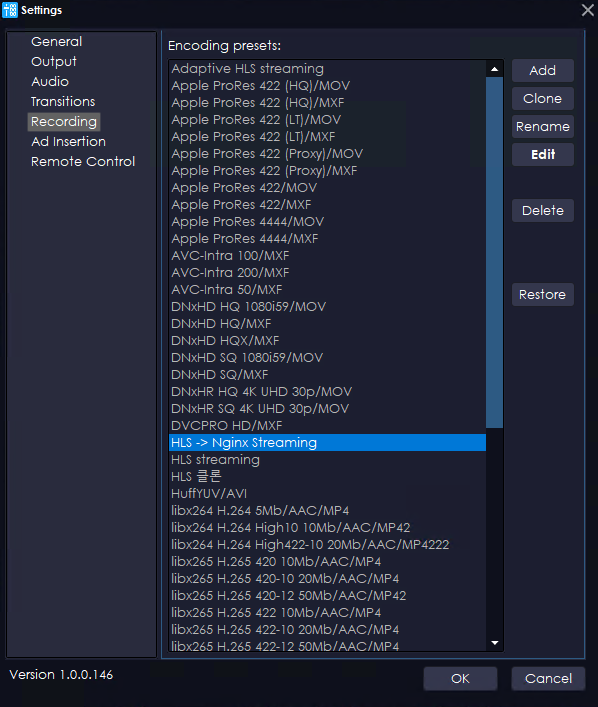 Settings
General
Output
Audio
Transitions
Recording
Ad Insertion
Remote Control
Encoding presets:
Adaptive HLS streaming
Apple ProRes 422 (HQ)/MOV
Apple ProRes 422 (HQ)/MXF
Apple ProRes 422 (LT)/MOV
Apple ProRes 422 (LT)/MXF
Apple ProRes 422 (Proxy)/MOV
Apple ProRes 422 (Proxy)/MXF
Apple ProRes 422/MOV
Apple ProRes 422/MXF
Apple ProRes 4444/MOV
Apple ProRes 4444/MXF
AVC-Intra 100/MXF
AVC-Intra 200/MXF
AVC-Intra 50/MXF
DNxHD HQ 1080i59/MOV
DNxHD HQ/MXF
DNxHD HQX/MXF
DNxHD SQ 1080i59/MOV
DNxHD SQ/MXF
DNxHR HQ 4K UHD 30p/MOV
DNxHR SQ 4K UHD 30p/MOV
DVCPRO HD/MXF
HLS -> Nginx Streaming
HLS streaming
HLS 클론
HuffYUV/AVI
libx264 H.264 5Mb/AAC/MP4
libx264 H.264 High10 10Mb/AAC/MP42
libx264 H.264 High422-10 20Mb/AAC/MP4222
libx265 H.265 420 10Mb/AAC/MP4
libx265 H.265 420-10 20Mb/AAC/MP4
libx265 H.265 420-12 50Mb/AAC/MP42
libx265 H.265 422 10Mb/AAC/MP4
libx265 H.265 422-10 20Mb/AAC/MP4
libx265 H.265 422-12 50Mb/AAC/MP4
Add
Clone
Rename
Edit
Delete
Restore
Version 1.0.0.146
OK
Cancel